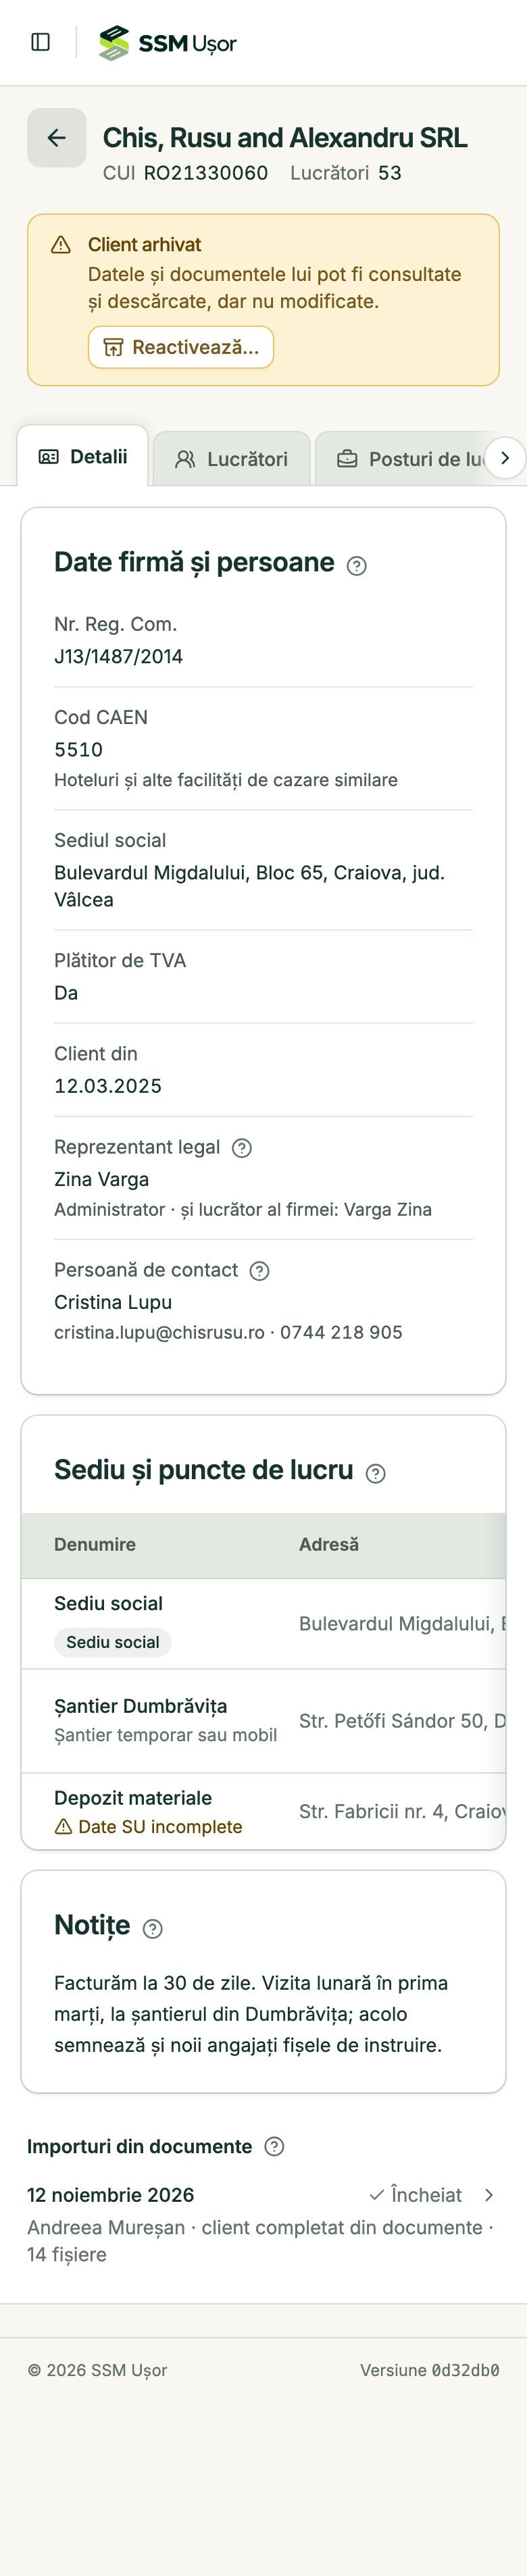 SSM Ușor
Chis, Rusu and Alexandru SRL
CUI RO21330060 Lucrători 53
Client arhivat
Datele și documentele lui pot fi consultate
și descărcate, dar nu modificate.
Reactivează...
Detalii
Lucrători
Posturi de
Date firmă și persoane
Nr. Reg. Com.
J13/1487/2014
Cod CAEN
5510
Hoteluri și alte facilități de cazare similare
Sediul social
Bulevardul Migdalului, Bloc 65, Craiova, jud.
Vâlcea
Plătitor de TVA
Da
Client din
12.03.2025
Reprezentant legal
Zina Varga
Administrator · și lucrător al firmei: Varga Zina
Persoană de contact
Cristina Lupu
cristina.lupu@chisrusu.ro · 0744 218 905
Sediu și puncte de lucru
Denumire Adresă
Sediu social
Sediu social
Bulevardul Migdalului,
Șantier Dumbrăvița
Șantier temporar sau mobil
Str. Petőfi Sándor 50,
Depozit materiale
Date SU incomplete
Str. Fabricii nr. 4,
Notițe
Facturăm la 30 de zile. Vizita lunară în prima
marți, la șantierul din Dumbrăvița; acolo
semnează și noii angajați fișele de instruire.
Importuri din documente
12 noiembrie 2026 Încheiat
Andreea Mureșan · client completat din documente ·
14 fișiere
© 2026 SSM Ușor Versiune 0d32db0